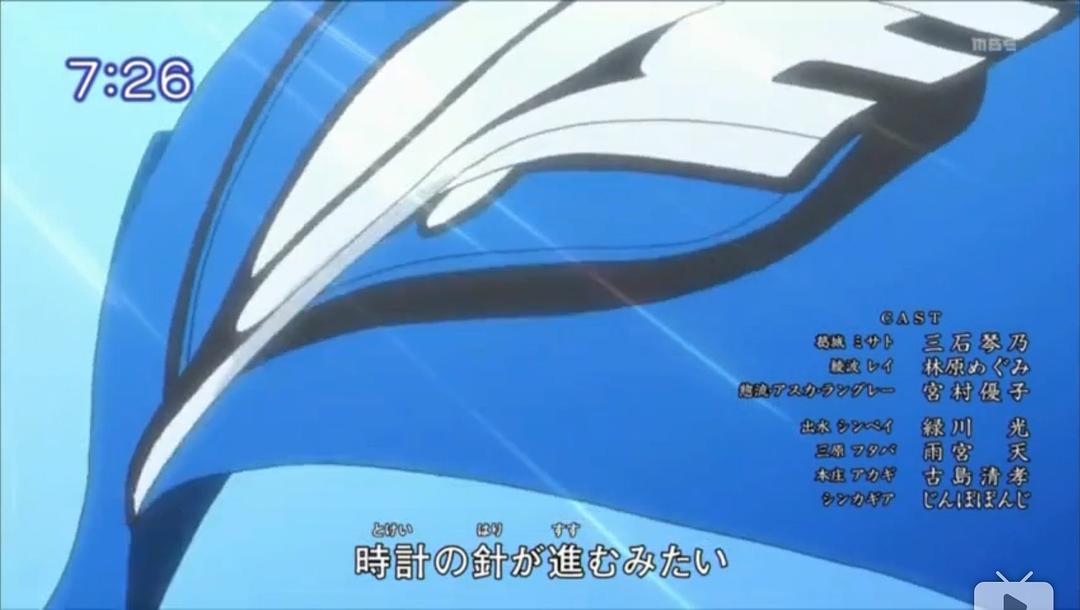 7:26
MBS
CAST
葛城 ミサト 三石琴乃
綾波 レイ 林原めぐみ
惣流・アスカ・ラングレー 宮村優子
出水 シンペイ 緑川 光
三原 フタバ 雨宮 天
本庄 アカギ 古島清孝
シンカギア じんぼぼんじ
とけい はり すす
時計の針が進むみたい